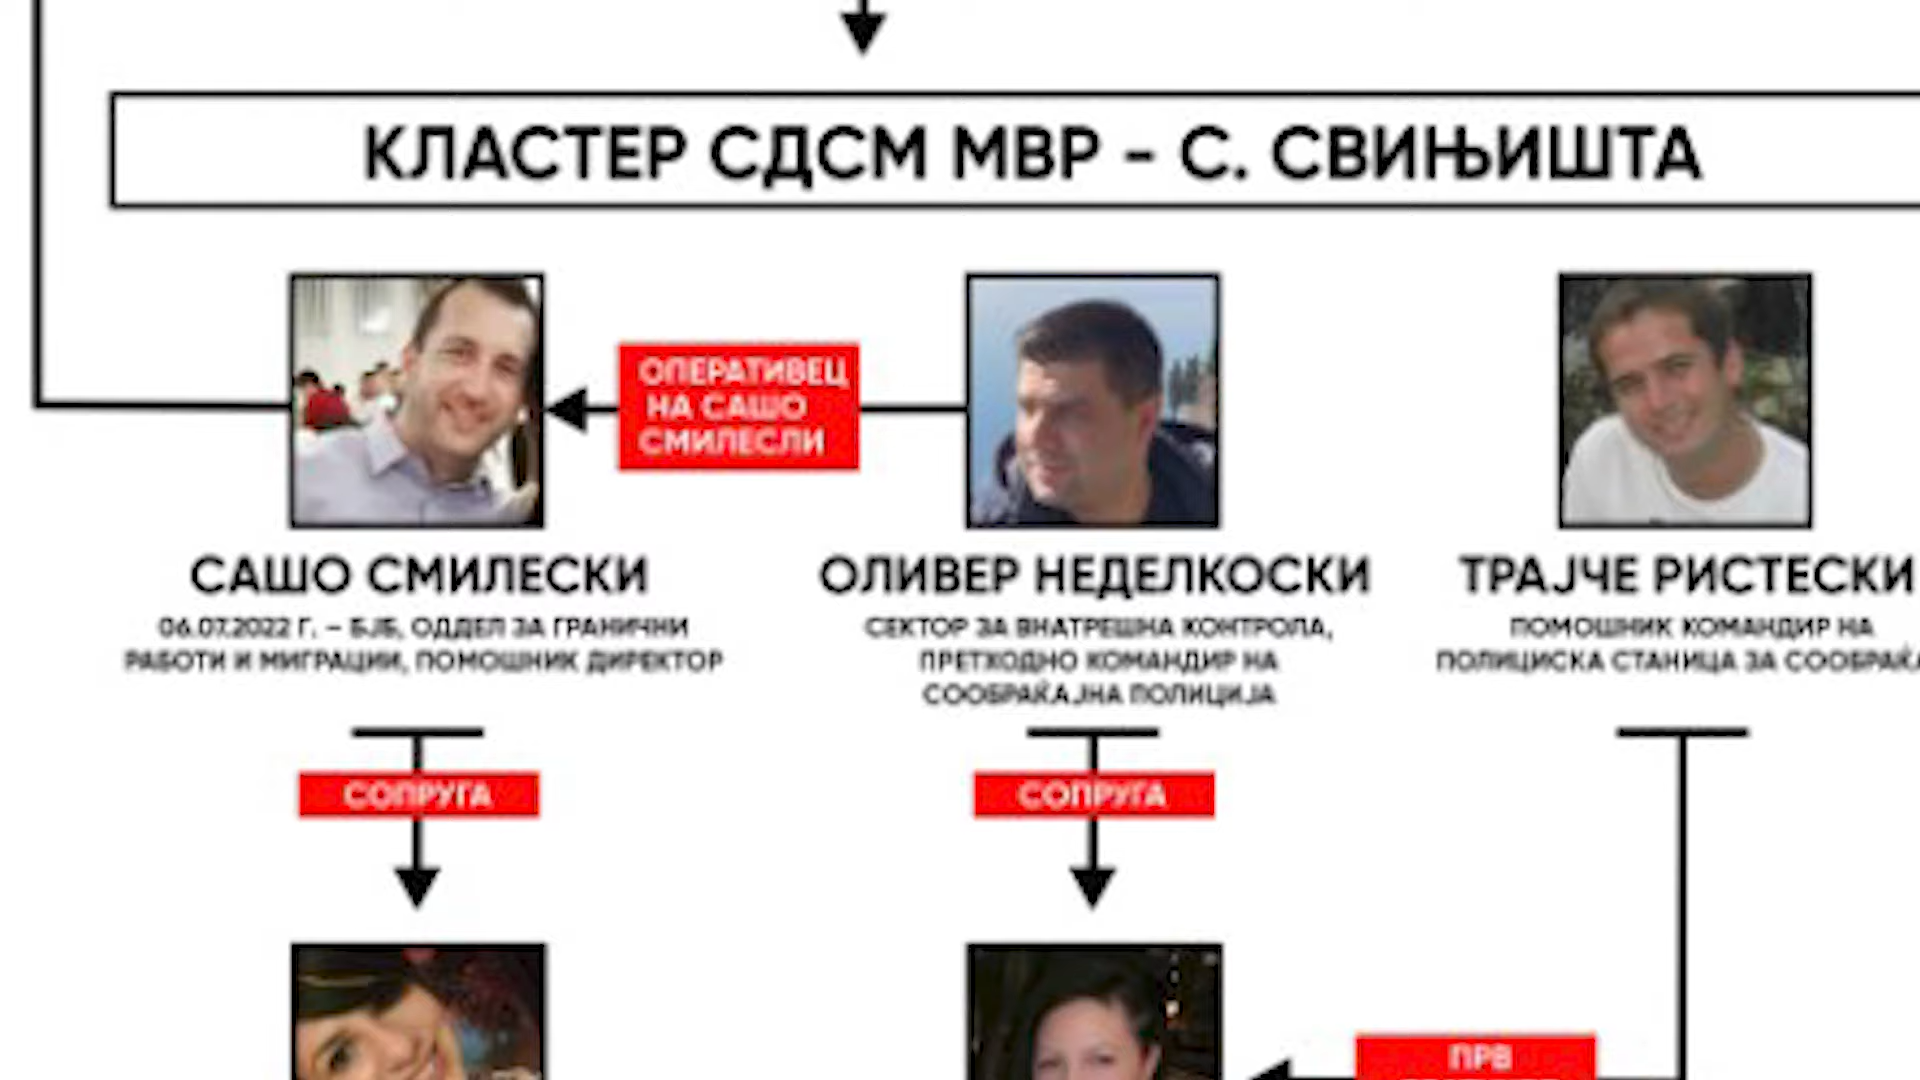 КЛАСТЕР СДСМ МВР - С. СВИЊИШТА
ОПЕРАТИВЕЦ
НА САШО
СМИЛЕСЛИ
САШО СМИЛЕСКИ
06.07.2022 Г. – БЈБ, ОДДЕЛ ЗА ГРАНИЧНИ
РАБОТИ И МИГРАЦИИ, ПОМОШНИК ДИРЕКТОР
ОЛИВЕР НЕДЕЛКОСКИ
СЕКТОР ЗА ВНАТРЕШНА КОНТРОЛА,
ПРЕТХОДНО КОМАНДИР НА
СООБРАЌАЈНА ПОЛИЦИЈА
ТРАЈЧЕ РИСТЕСКИ
ПОМОШНИК КОМАНДИР НА
ПОЛИЦИСКА СТАНИЦА ЗА СООБРАЌА
СОПРУГА
СОПРУГА
ПРВ